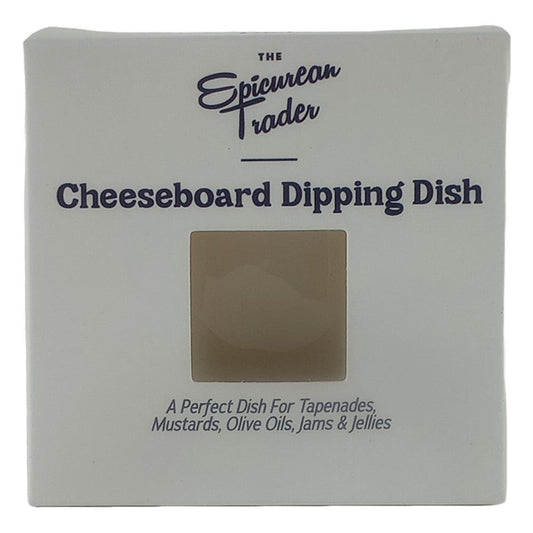 THE
Epicurean
Trader
Cheeseboard Dipping Dish
A Perfect Dish For Tapenades,
Mustards, Olive Oils, Jams & Jellies